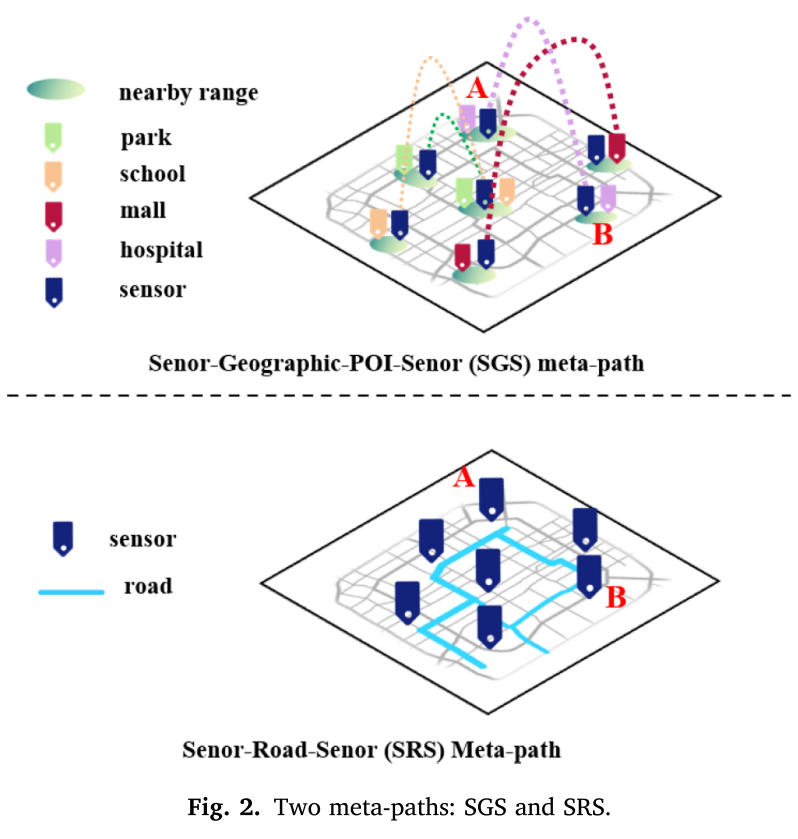 nearby range
park
school
mall
hospital
sensor
A
B
Senor-Geographic-POI-Senor (SGS) meta-path
A
sensor
road
B
Senor-Road-Senor (SRS) Meta-path
Fig. 2. Two meta-paths: SGS and SRS.